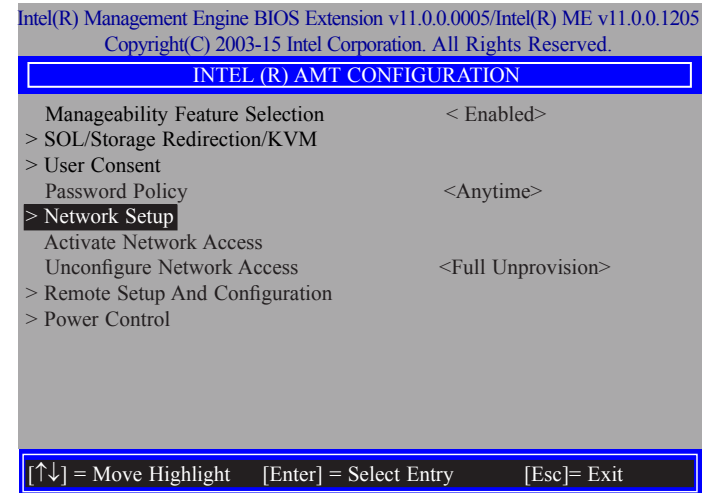 Intel(R) Management Engine BIOS Extension v11.0.0.0005/Intel(R) ME v11.0.0.1205
Copyright(C) 2003-15 Intel Corporation. All Rights Reserved.
INTEL (R) AMT CONFIGURATION
Manageability Feature Selection < Enabled>
> SOL/Storage Redirection/KVM
> User Consent
Password Policy <Anytime>
> Network Setup
Activate Network Access
Unconfigure Network Access <Full Unprovision>
> Remote Setup And Configuration
> Power Control
[↑↓] = Move Highlight [Enter] = Select Entry [Esc]= Exit